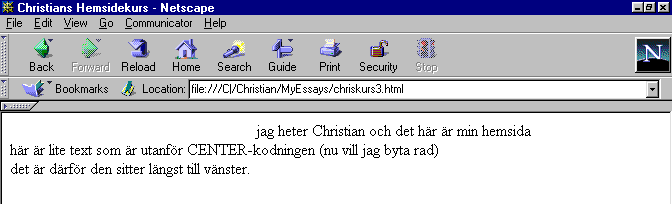 Christians Hemsidekurs - Netscape
File Edit View Go Communicator Help
Back Forward Reload Home Search Guide Print Security Stop N
Bookmarks Location: file:///C|/Christian/MyEssays/chriskurs3.html
jag heter Christian och det här är min hemsida
här är lite text som är utanför CENTER-kodningen (nu vill jag byta rad)
det är därför den sitter längst till vänster.